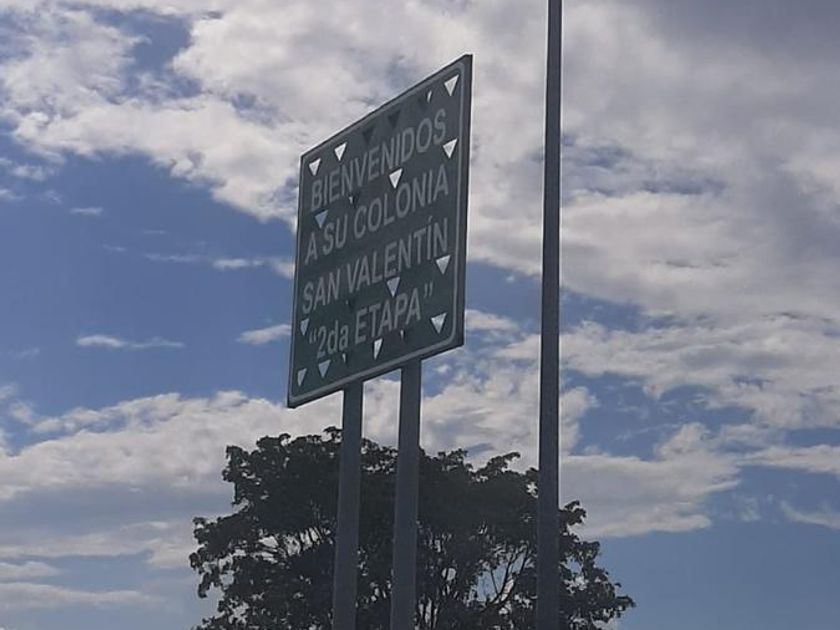 BIENVENIDOS
A SU COLONIA
SAN VALENTÍN
"2da ETAPA"